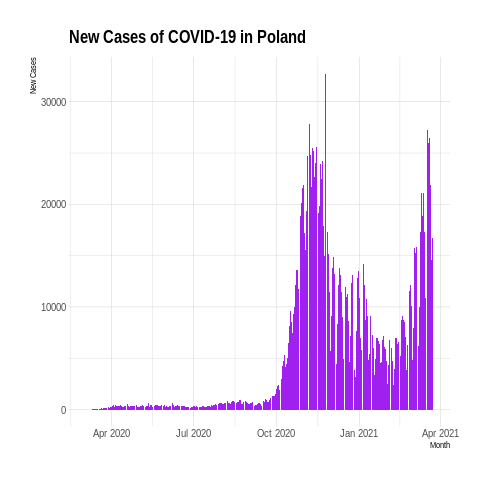 New Cases of COVID-19 in Poland
New Cases
30000
20000
10000
0
Apr 2020 Jul 2020 Oct 2020 Jan 2021 Apr 2021
Month